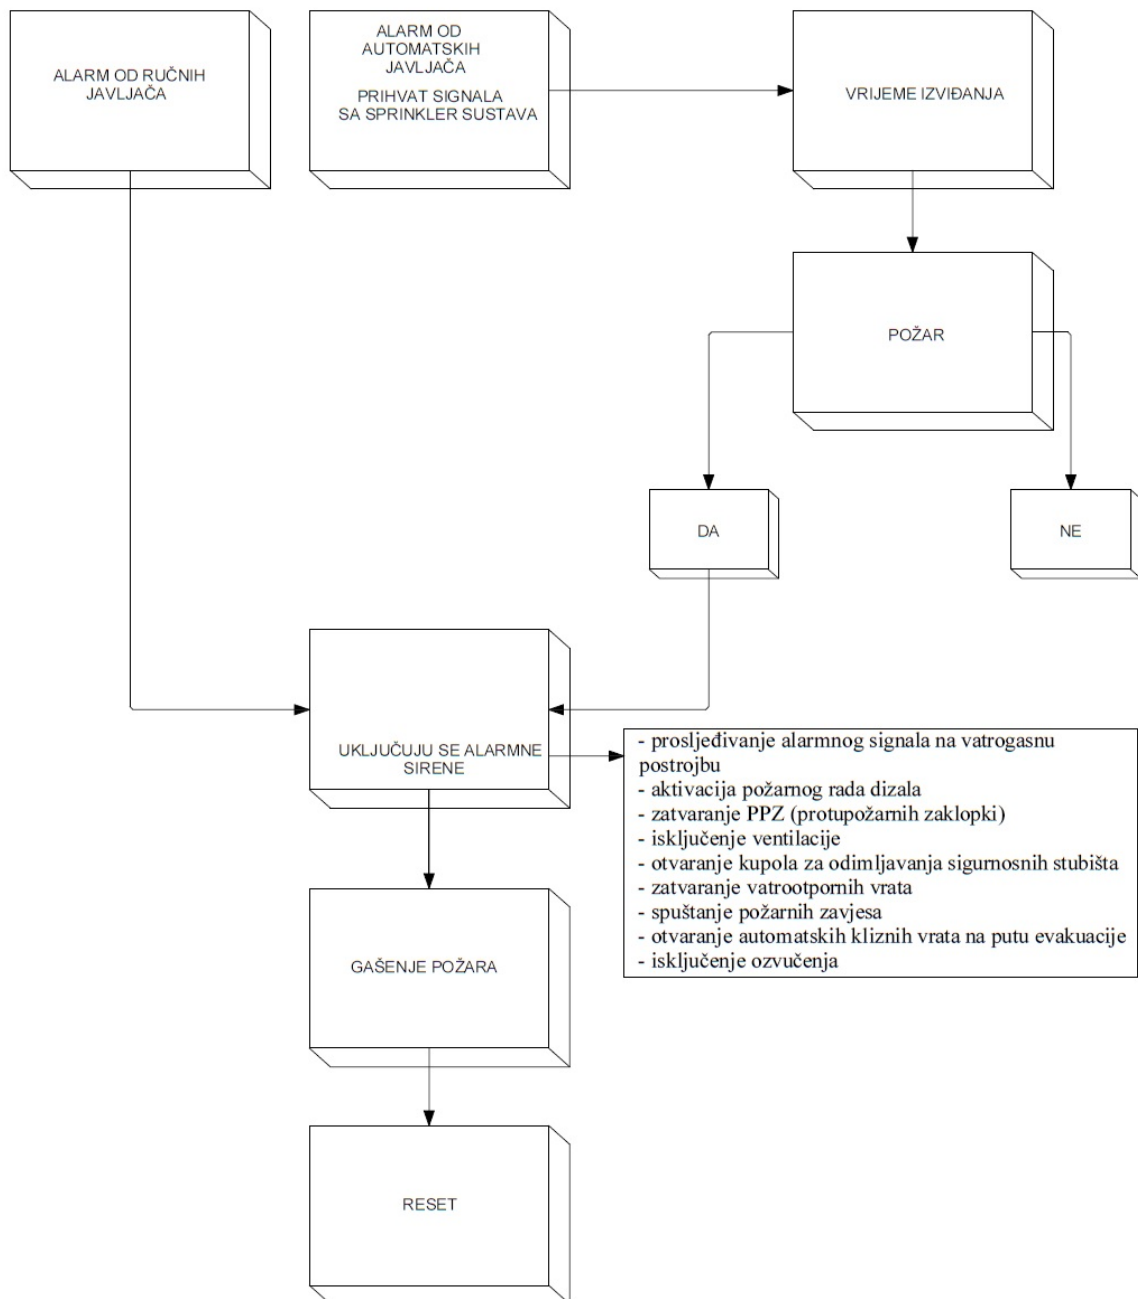 ALARM OD RUČNIH
JAVLJAČA
ALARM OD
AUTOMATSKIH
JAVLJAČA
PRIHVAT SIGNALA
SA SPRINKLER SUSTAVA
VRIJEME IZVIĐANJA
POŽAR
DA
NE
UKLJUČUJU SE ALARMNE
SIRENE
- prosljeđivanje alarmnog signala na vatrogasnu
postrojbu
- aktivacija požarnog rada dizala
- zatvaranje PPZ (protupožarnih zaklopki)
- isključenje ventilacije
- otvaranje kupola za odimljavanja sigurnosnih stubišta
- zatvaranje vatrootpornih vrata
- spuštanje požarnih zavjesa
- otvaranje automatskih kliznih vrata na putu evakuacije
- isključenje ozvučenja
GAŠENJE POŽARA
RESET